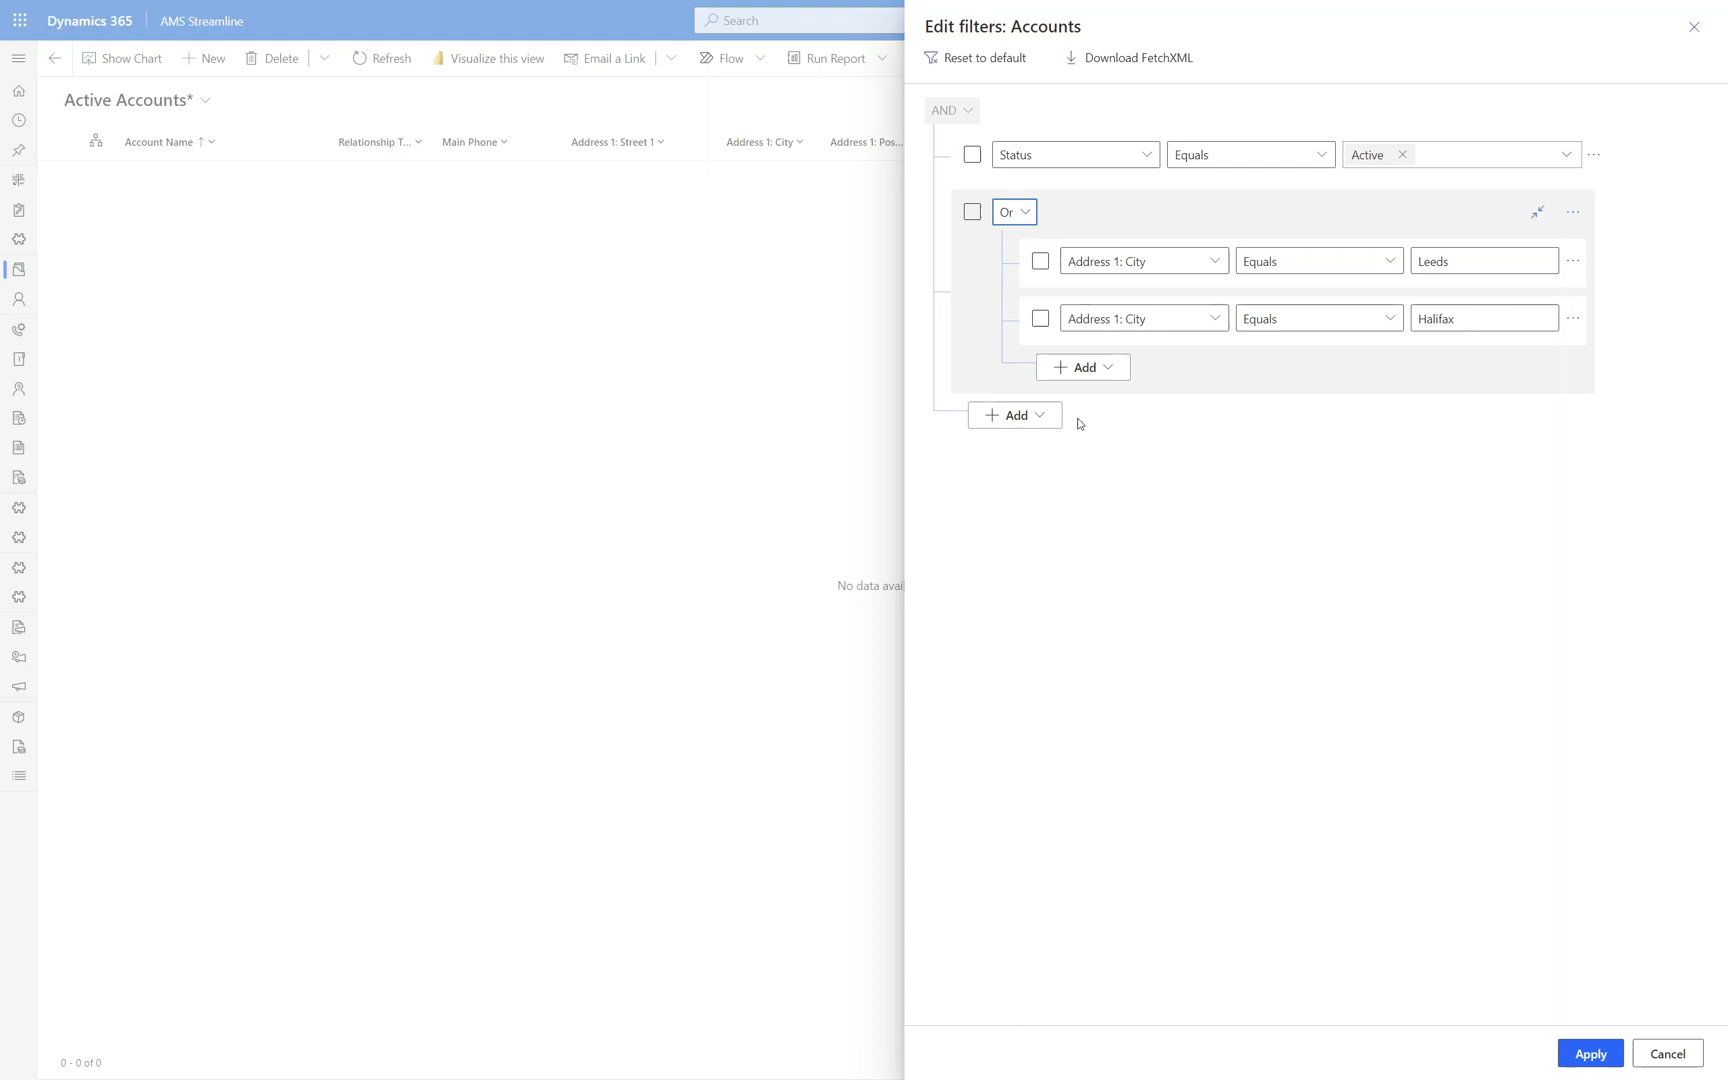 Dynamics 365
AMS Streamline
Search
Show Chart
New
Delete
Refresh
Visualize this view
Email a Link
Flow
Run Report
Active Accounts*
Account Name ↑
Relationship T...
Main Phone
Address 1: Street 1
Address 1: City
Address 1: Pos...
No data avail
0 - 0 of 0
Edit filters: Accounts
Reset to default
Download FetchXML
AND
Status
Equals
Active
Or
Address 1: City
Equals
Leeds
Address 1: City
Equals
Halifax
Add
Add
Apply
Cancel